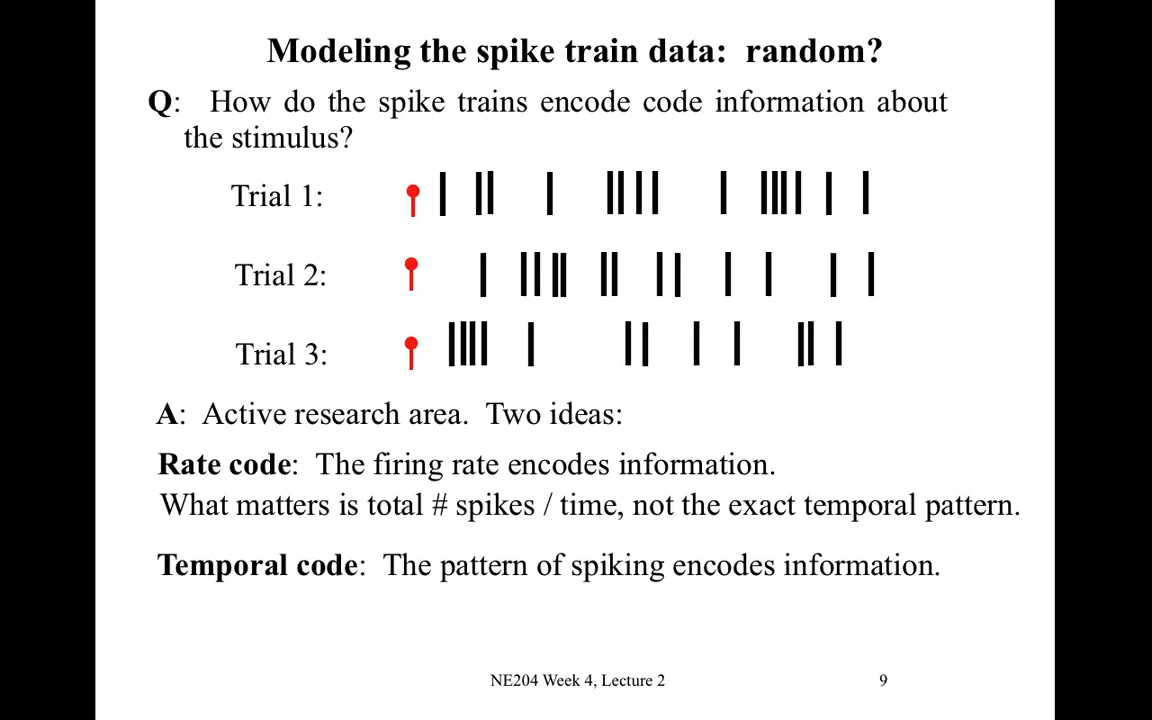 Modeling the spike train data: random?
Q: How do the spike trains encode code information about
the stimulus?
Trial 1:
Trial 2:
Trial 3:
A: Active research area. Two ideas:
Rate code: The firing rate encodes information.
What matters is total # spikes / time, not the exact temporal pattern.
Temporal code: The pattern of spiking encodes information.
NE204 Week 4, Lecture 2
9